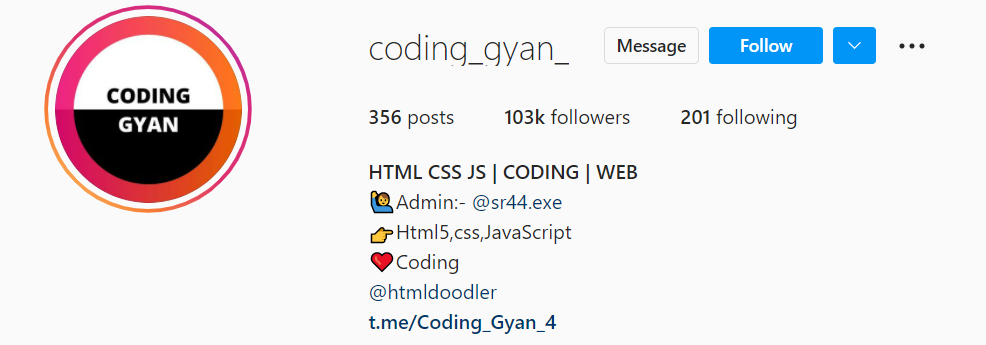 CODING
GYAN
coding_gyan_
Message
Follow
356 posts
103k followers
201 following
HTML CSS JS | CODING | WEB
🙋Admin:- @sr44.exe
👉Html5,css,JavaScript
❤️Coding
@htmldoodler
t.me/Coding_Gyan_4